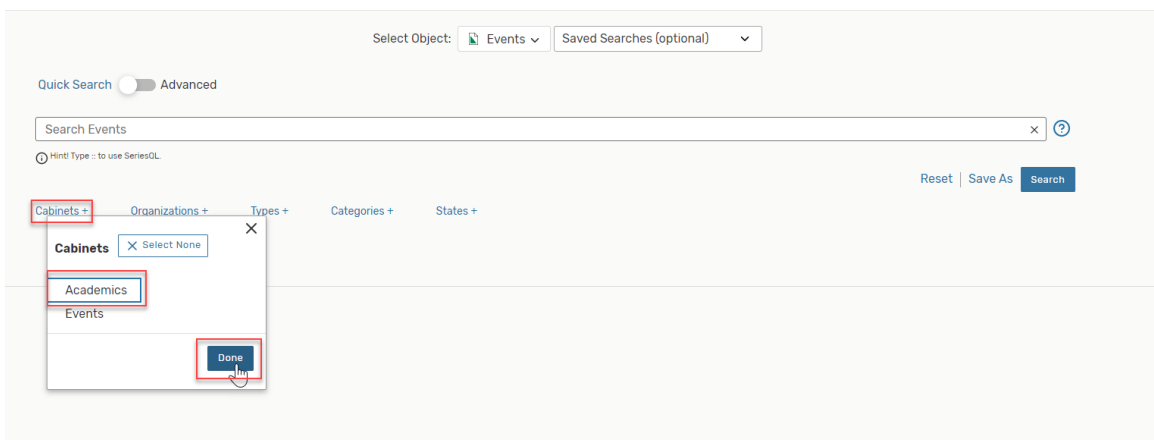 Select Object: Events Saved Searches (optional)
Quick Search Advanced
Search Events
Hint! Type :: to use SeriesQL.
Reset | Save As Search
Cabinets + Organizations + Types + Categories + States +
Cabinets Select None
Academics
Events
Done